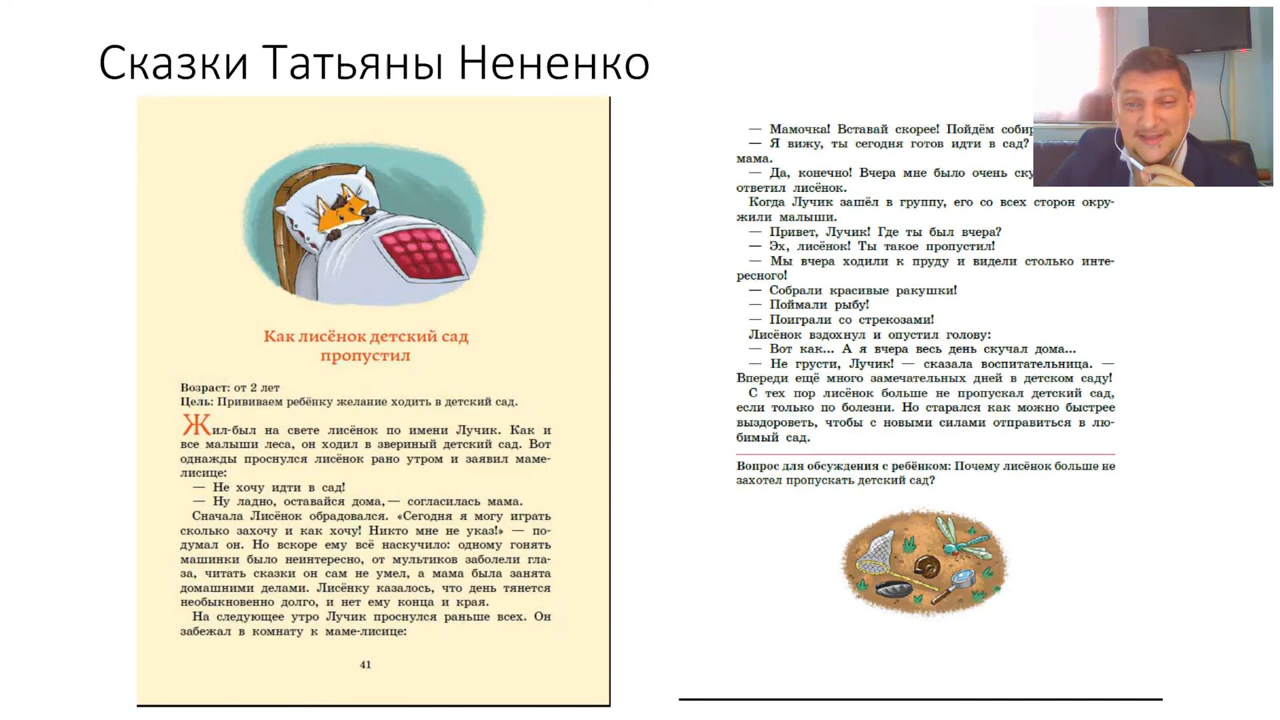 Сказки Татьяны Нененко
Как лисёнок детский сад
пропустил
Возраст: от 2 лет
Цель: Прививаем ребёнку желание ходить в детский сад.
Жил-был на свете лисёнок по имени Лучик. Как и
все малыши леса, он ходил в звериный детский сад. Вот
однажды проснулся лисёнок рано утром и заявил маме-
лисице:
— Не хочу идти в сад!
— Ну ладно, оставайся дома, — согласилась мама.
Сначала Лисёнок обрадовался. «Сегодня я могу играть
сколько захочу и как хочу! Никто мне не указ!» — по-
думал он. Но вскоре ему всё наскучило: одному гонять
машинки было неинтересно, от мультиков заболели гла-
за, читать сказки он сам не умел, а мама была занята
домашними делами. Лисёнку казалось, что день тянется
необыкновенно долго, и нет ему конца и края.
На следующее утро Лучик проснулся раньше всех. Он
забежал в комнату к маме-лисице:
41
— Мамочка! Вставай скорее! Пойдём
— Я вижу, ты сегодня готов идти в сад?
мама.
— Да, конечно! Вчера мне было очень
ответил лисёнок.
Когда Лучик зашёл в группу, его со всех сторон окру-
жили малыши.
— Привет, Лучик! Где ты был вчера?
— Эх, лисёнок! Ты такое пропустил!
— Мы вчера ходили к пруду и видели столько инте-
ресного!
— Собрали красивые ракушки!
— Поймали рыбу!
— Поиграли со стрекозами!
Лисёнок вздохнул и опустил голову:
— Вот как... А я вчера весь день скучал дома...
— Не грусти, Лучик! — сказала воспитательница. —
Впереди ещё много замечательных дней в детском саду!
С тех пор лисёнок больше не пропускал детский сад,
если только по болезни. Но старался как можно быстрее
выздороветь, чтобы с новыми силами отправиться в лю-
бимый сад.
Вопрос для обсуждения с ребёнком: Почему лисёнок больше не
захотел пропускать детский сад?